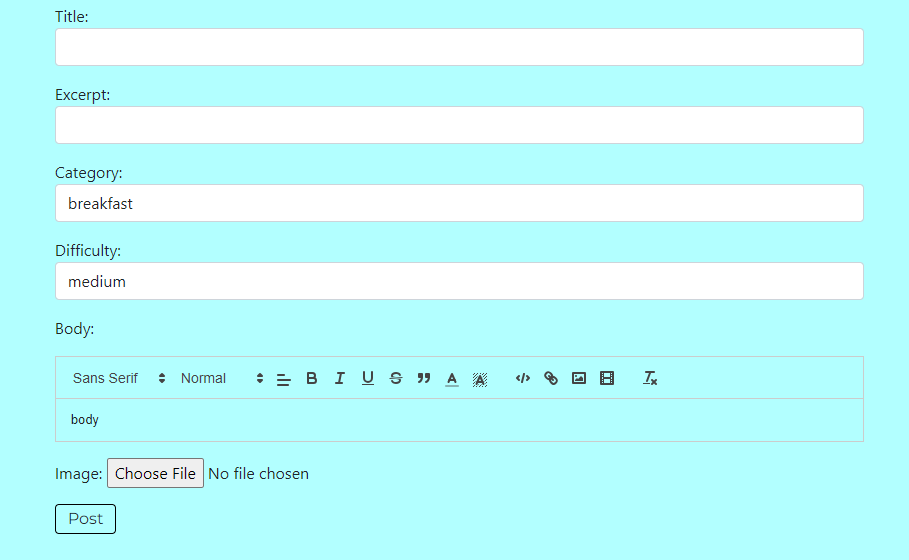 Title:
Excerpt:
Category:
breakfast
Difficulty:
medium
Body:
Sans Serif Normal
body
Image: Choose File No file chosen
Post